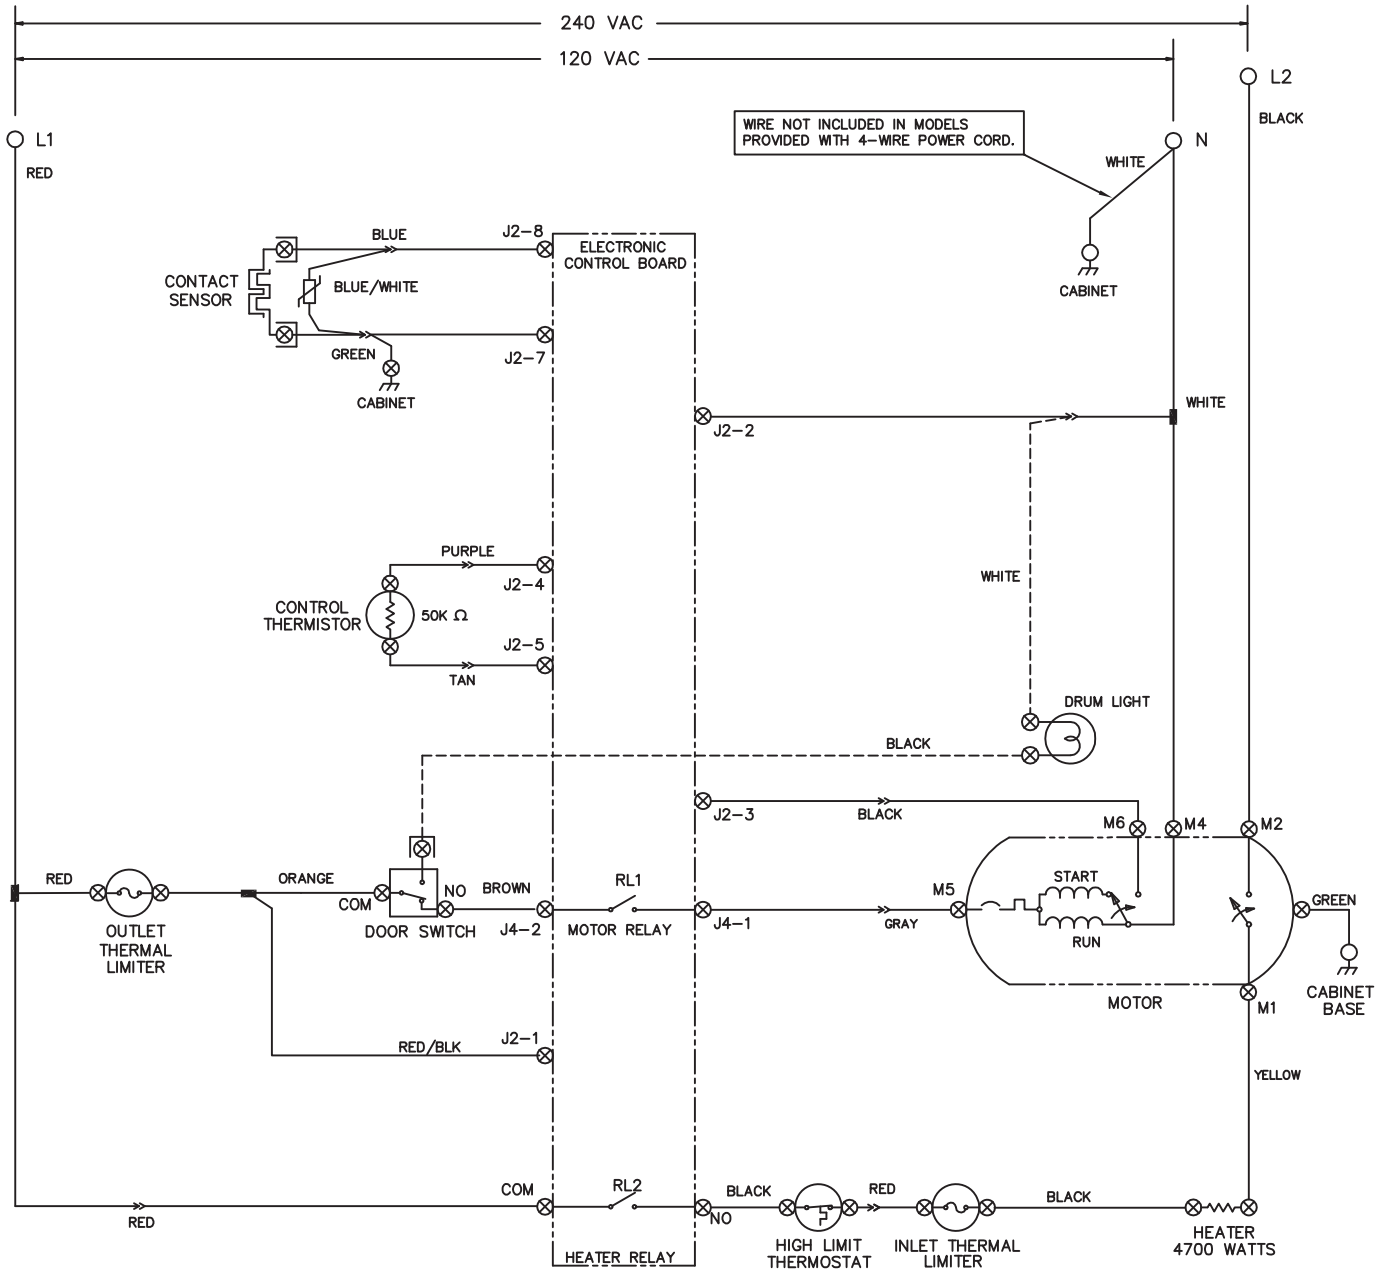 240 VAC
120 VAC
L2
BLACK
WIRE NOT INCLUDED IN MODELS
PROVIDED WITH 4-WIRE POWER CORD.
L1
N
WHITE
RED
BLUE
J2-8
ELECTRONIC
CONTROL BOARD
CONTACT
SENSOR
BLUE/WHITE
CABINET
GREEN
J2-7
CABINET
WHITE
J2-2
PURPLE
J2-4
WHITE
CONTROL
THERMISTOR
50K Ω
J2-5
TAN
DRUM LIGHT
BLACK
J2-3
BLACK
M6
M4
M2
RED
ORANGE
COM
NO
BROWN
RL1
M5
START
GREEN
OUTLET
THERMAL
LIMITER
DOOR SWITCH
J4-2
MOTOR RELAY
J4-1
GRAY
RUN
MOTOR
M1
CABINET
BASE
J2-1
RED/BLK
YELLOW
COM
RL2
BLACK
RED
BLACK
RED
NO
HEATER RELAY
HIGH LIMIT
THERMOSTAT
INLET THERMAL
LIMITER
HEATER
4700 WATTS